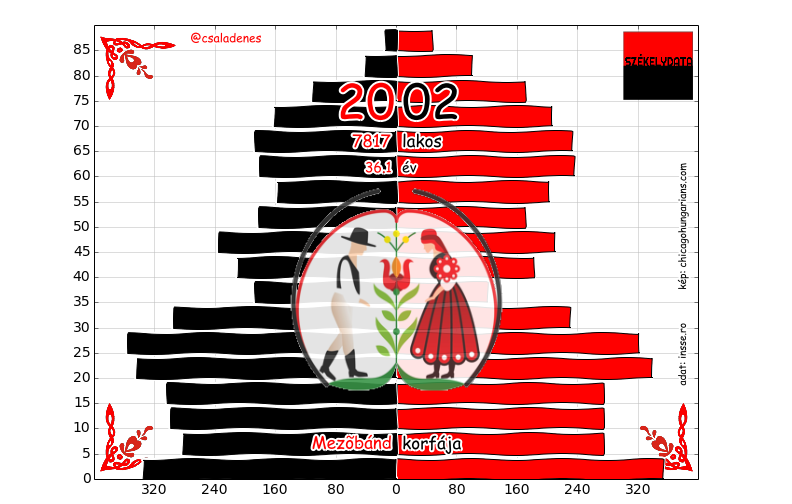 @csaladenes
SZÉKELYDATA
2002
7817 lakos
36.1 év
kép: chicagohungarians.com
adat: insse.ro
Mezõbánd korfája
85
80
75
70
65
60
55
50
45
40
35
30
25
20
15
10
5
0
320 240 160 80 0 80 160 240 320